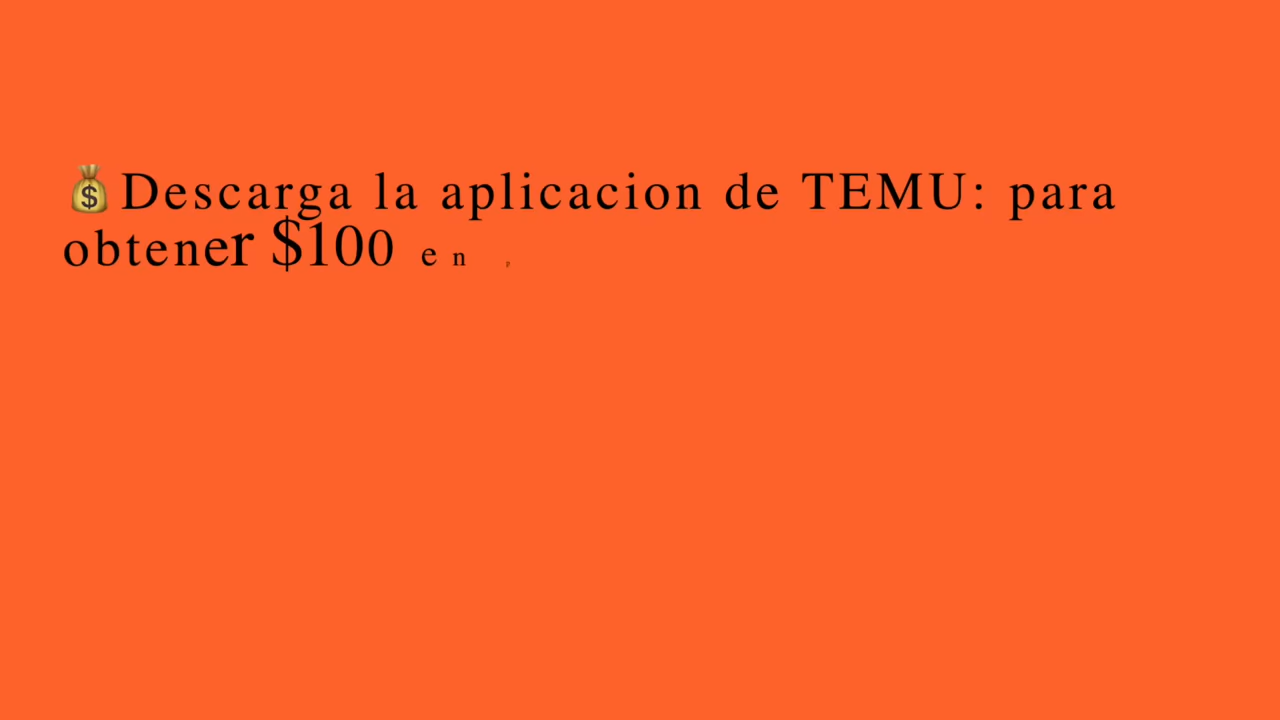 💰Descarga la aplicacion de TEMU: para
obtener $100 en p